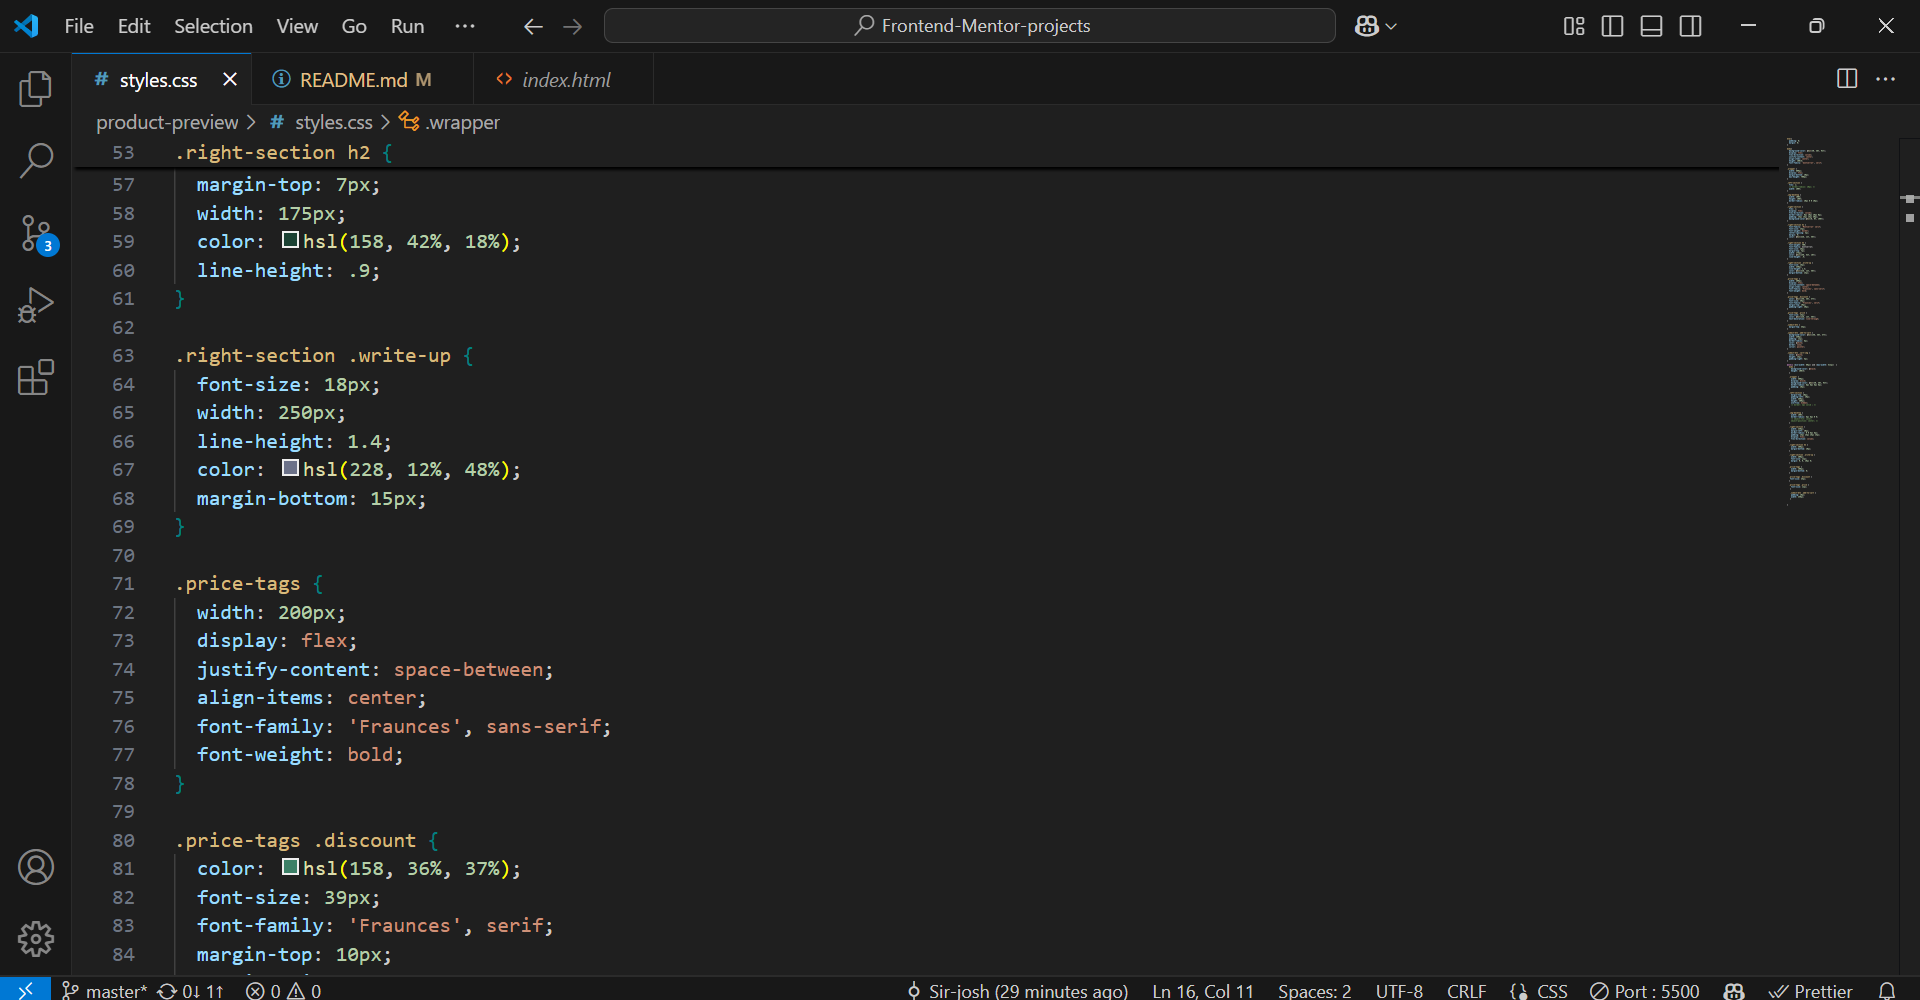 File Edit Selection View Go Run ··· Frontend-Mentor-projects
# styles.css README.md M <> index.html
product-preview > # styles.css > .wrapper
53 .right-section h2 {
57 margin-top: 7px;
58 width: 175px;
59 color: hsl(158, 42%, 18%);
60 line-height: .9;
61 }
62
63 .right-section .write-up {
64 font-size: 18px;
65 width: 250px;
66 line-height: 1.4;
67 color: hsl(228, 12%, 48%);
68 margin-bottom: 15px;
69 }
70
71 .price-tags {
72 width: 200px;
73 display: flex;
74 justify-content: space-between;
75 align-items: center;
76 font-family: 'Fraunces', sans-serif;
77 font-weight: bold;
78 }
79
80 .price-tags .discount {
81 color: hsl(158, 36%, 37%);
82 font-size: 39px;
83 font-family: 'Fraunces', serif;
84 margin-top: 10px;
3
master* 0↓ 1↑ 0 0 Sir-josh (29 minutes ago) Ln 16, Col 11 Spaces: 2 UTF-8 CRLF {} CSS Port : 5500 Prettier